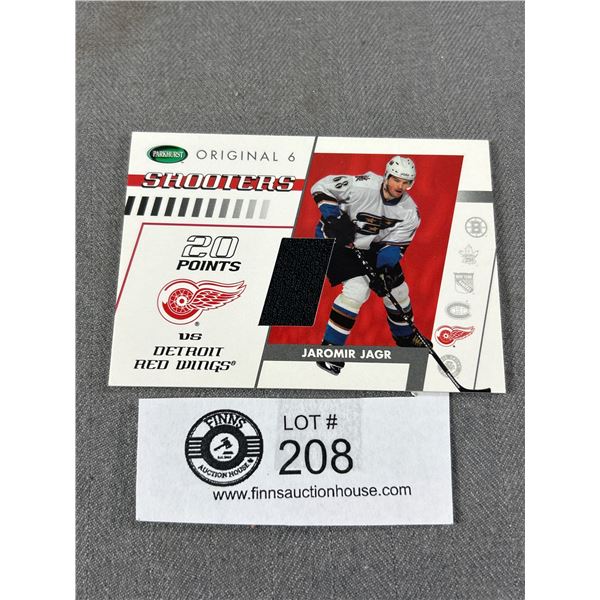 PARKHURST
ORIGINAL 6
SHOOTERS
20
POINTS
VS
DETROIT
RED WINGS®
JAROMIR JAGR
FINNS
AUCTION HOUSE
LOT #
208
www.finnsauctionhouse.com